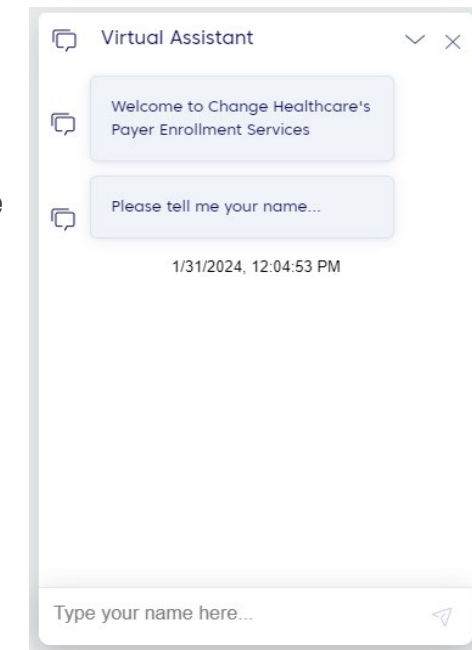 Virtual Assistant
Welcome to Change Healthcare's
Payer Enrollment Services
e
Please tell me your name...
1/31/2024, 12:04:53 PM
Type your name here...